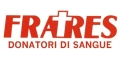 FRATRES
DONATORI DI SANGUE